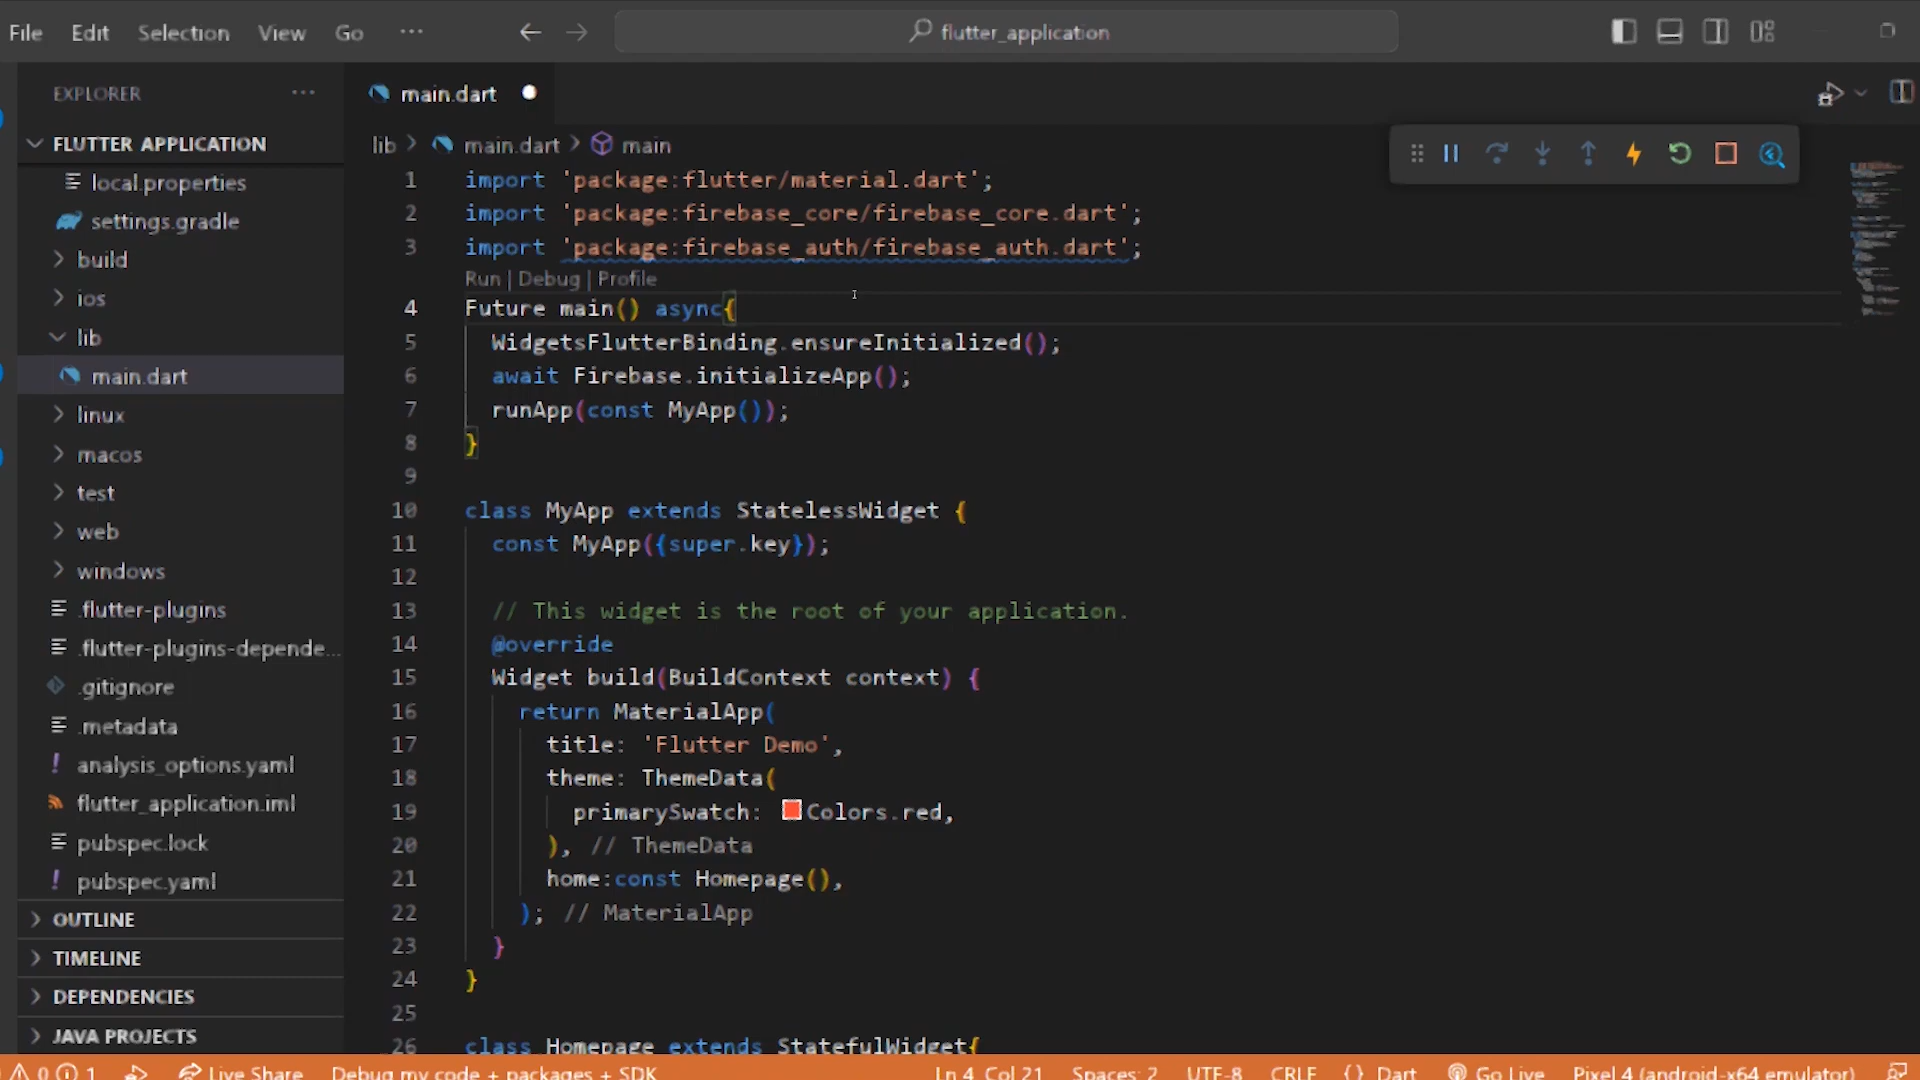 File Edit Selection View Go ···
flutter_application
EXPLORER ···
FLUTTER APPLICATION
local.properties
settings.gradle
build
ios
lib
main.dart
linux
macos
test
web
windows
.flutter-plugins
.flutter-plugins-depende...
.gitignore
.metadata
analysis_options.yaml
flutter_application.iml
pubspec.lock
pubspec.yaml
OUTLINE
TIMELINE
DEPENDENCIES
JAVA PROJECTS
main.dart
lib > main.dart > main
1 import 'package:flutter/material.dart';
2 import 'package:firebase_core/firebase_core.dart';
3 import 'package:firebase_auth/firebase_auth.dart';
Run | Debug | Profile
4 Future main() async{
5 WidgetsFlutterBinding.ensureInitialized();
6 await Firebase.initializeApp();
7 runApp(const MyApp());
8 }
9
10 class MyApp extends StatelessWidget {
11 const MyApp({super.key});
12
13 // This widget is the root of your application.
14 @override
15 Widget build(BuildContext context) {
16 return MaterialApp(
17 title: 'Flutter Demo',
18 theme: ThemeData(
19 primarySwatch: Colors.red,
20 ), // ThemeData
21 home:const Homepage(),
22 ); // MaterialApp
23 }
24 }
25
26 class Homepage extends StatefulWidget{
0 1 Live Share Debug my code + packages + SDK Ln 4, Col 21 Spaces: 2 UTF-8 CRLF {} Dart Go Live Pixel 4 (android-x64 emulator)